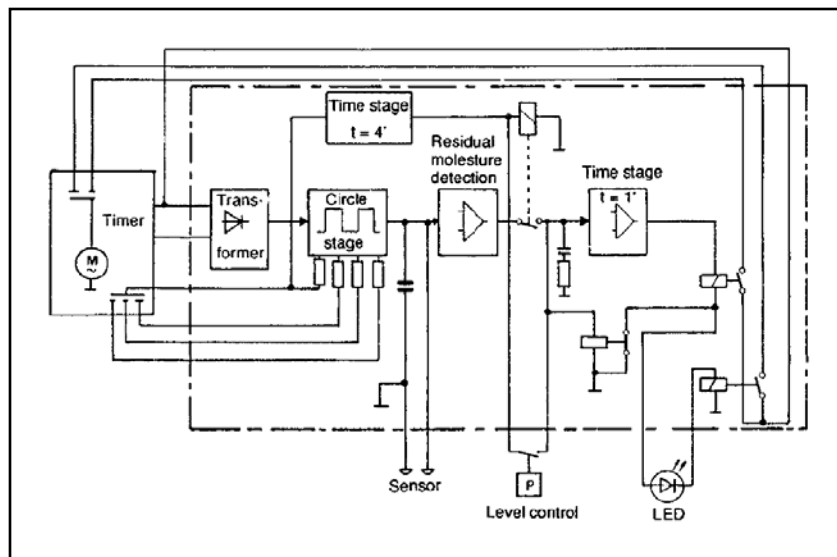 Time stage
t = 4'
Residual
molesture
detection
Time stage
t = 1'
Timer
Trans-
former
Circle
stage
M
~
Sensor
P
Level control
LED